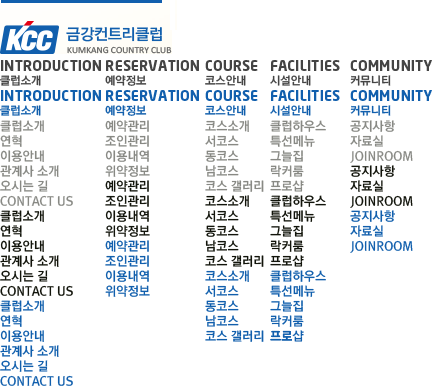 KCC 금강컨트리클럽
KUMKANG COUNTRY CLUB
INTRODUCTION RESERVATION COURSE FACILITIES COMMUNITY
클럽소개 예약정보 코스안내 시설안내 커뮤니티
INTRODUCTION RESERVATION COURSE FACILITIES COMMUNITY
클럽소개 예약정보 코스안내 시설안내 커뮤니티
클럽소개 예약관리 코스소개 클럽하우스 공지사항
연혁 조인관리 서코스 특선메뉴 자료실
이용안내 이용내역 동코스 그늘집 JOINROOM
관계사 소개 위약정보 남코스 락커룸 공지사항
오시는 길 예약관리 코스 갤러리 프로샵 자료실
CONTACT US 조인관리 코스소개 클럽하우스 JOINROOM
클럽소개 이용내역 서코스 특선메뉴 공지사항
연혁 위약정보 동코스 그늘집 자료실
이용안내 예약관리 남코스 락커룸 JOINROOM
관계사 소개 조인관리 코스 갤러리 프로샵
오시는 길 이용내역 코스소개 클럽하우스
CONTACT US 위약정보 서코스 특선메뉴
클럽소개 동코스 그늘집
연혁 남코스 락커룸
이용안내 코스 갤러리 프로샵
관계사 소개
오시는 길
CONTACT US